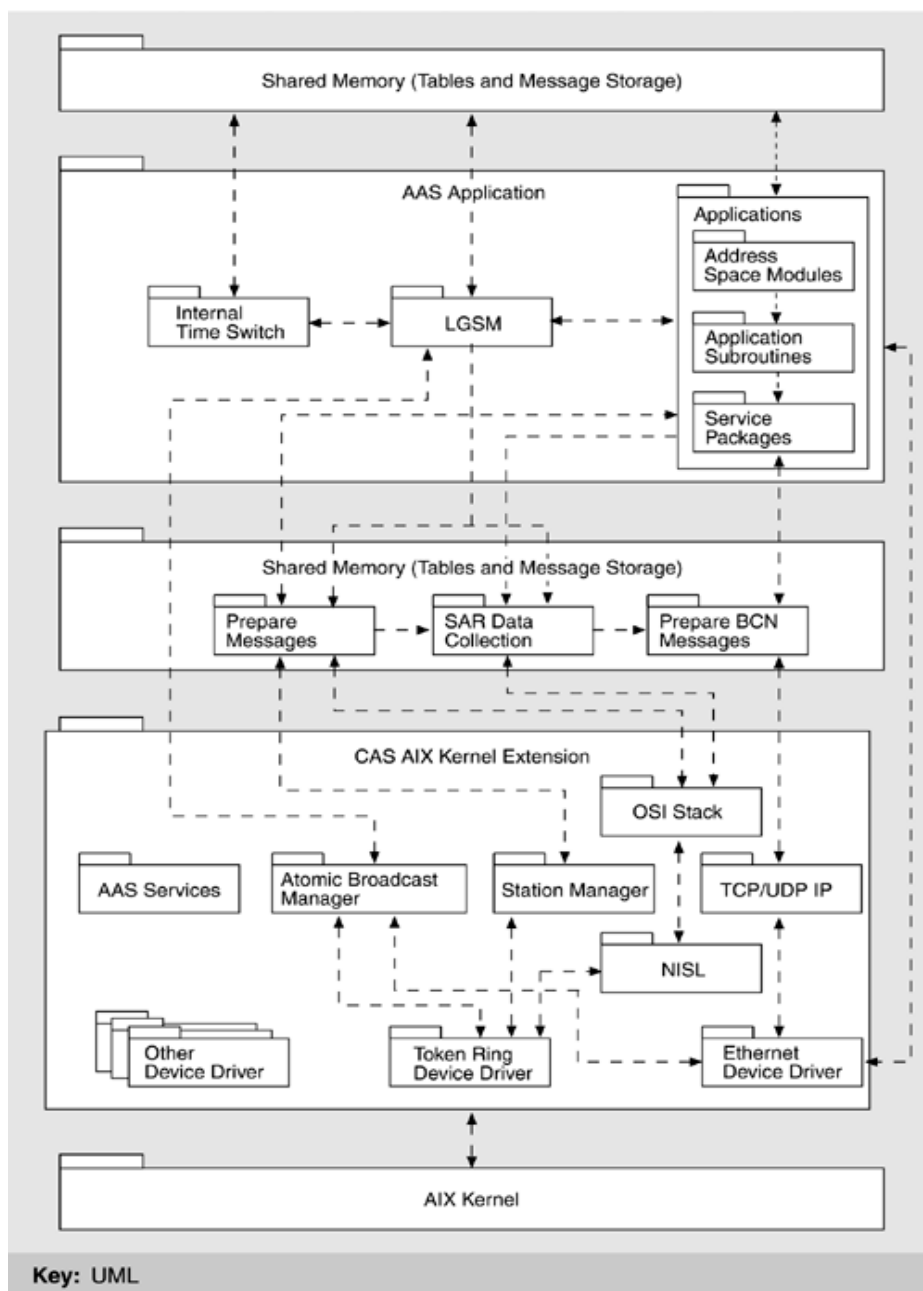 Shared Memory (Tables and Message Storage)
AAS Application
Applications
Address
Space Modules
Internal
Time Switch
LGSM
Application
Subroutines
Service
Packages
Shared Memory (Tables and Message Storage)
Prepare
Messages
SAR Data
Collection
Prepare BCN
Messages
CAS AIX Kernel Extension
OSI Stack
AAS Services
Atomic Broadcast
Manager
Station Manager
TCP/UDP IP
NISL
Other
Device Driver
Token Ring
Device Driver
Ethernet
Device Driver
AIX Kernel
Key: UML